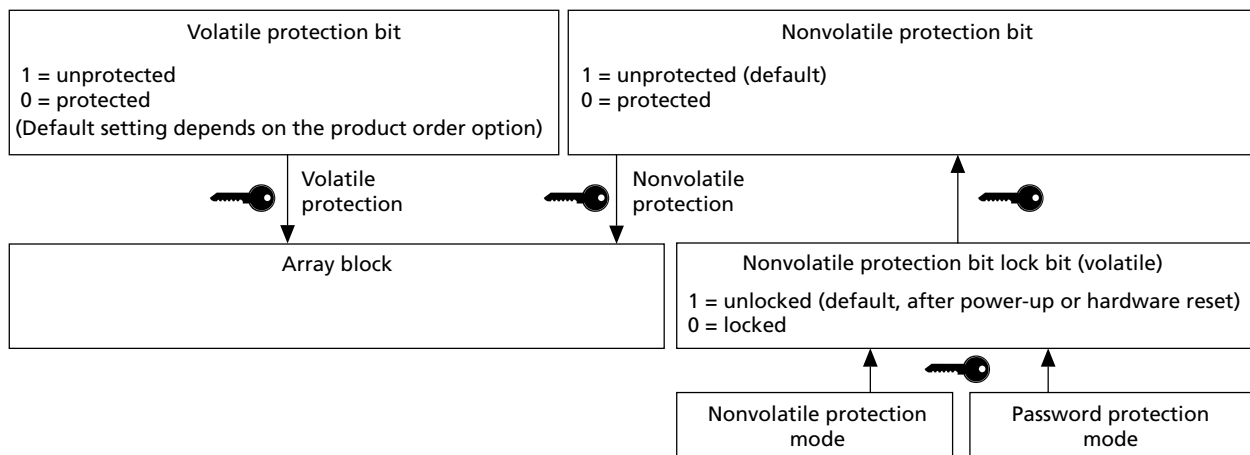 Volatile protection bit
1 = unprotected
0 = protected
(Default setting depends on the product order option)
Nonvolatile protection bit
1 = unprotected (default)
0 = protected
Volatile
protection
Nonvolatile
protection
Array block
Nonvolatile protection bit lock bit (volatile)
1 = unlocked (default, after power-up or hardware reset)
0 = locked
Nonvolatile protection
mode
Password protection
mode